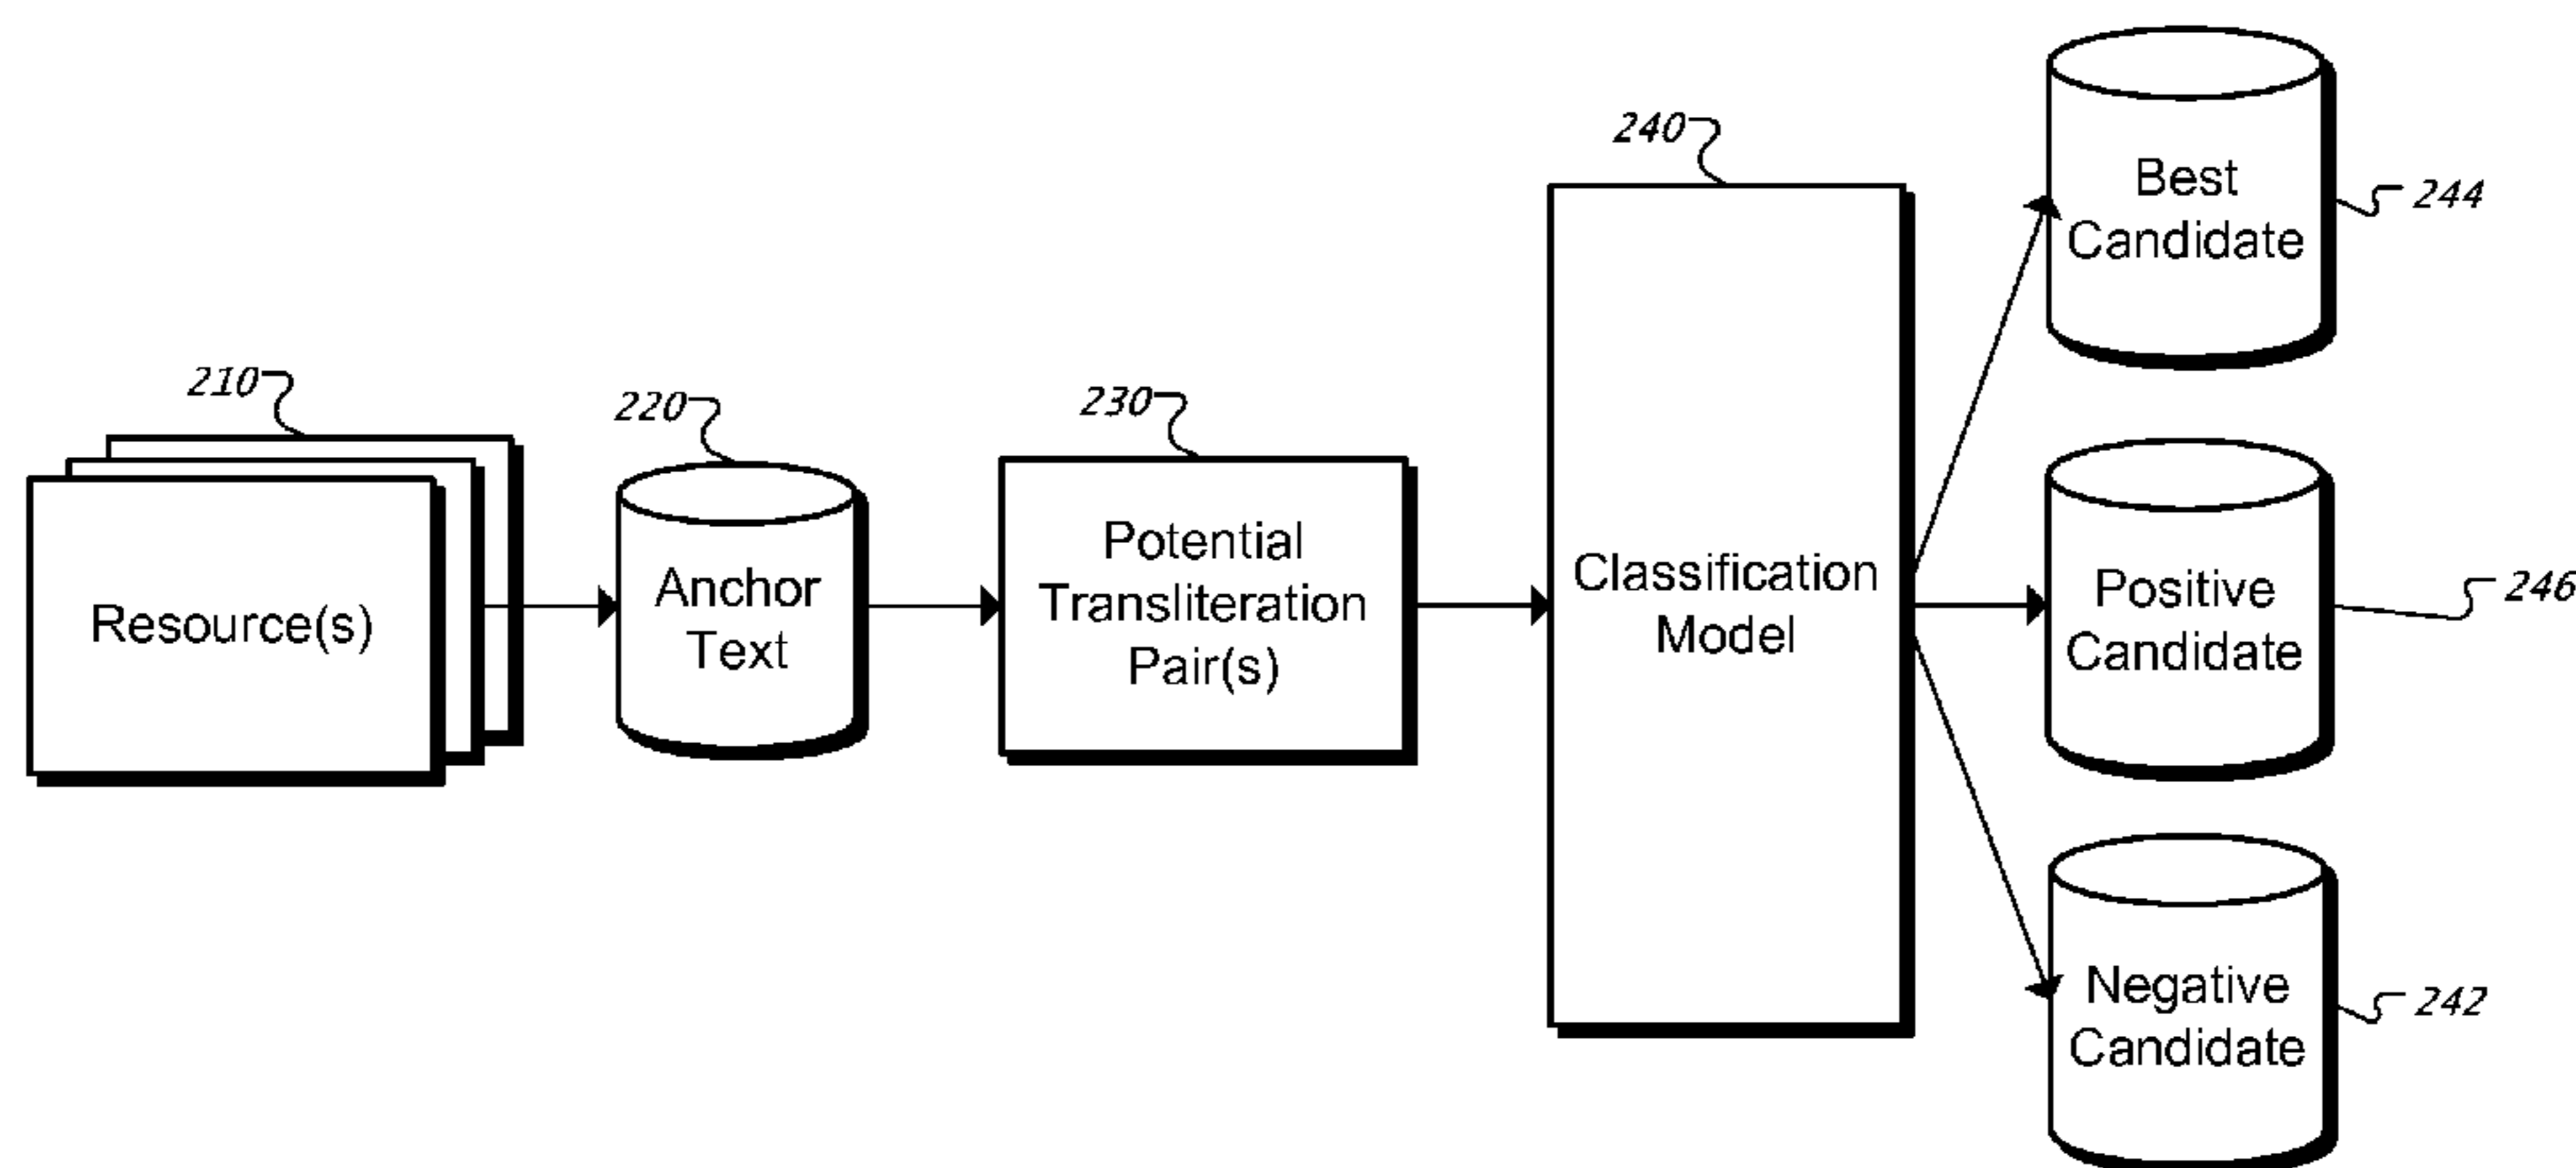 210
Resource(s)
220
Anchor
Text
230
Potential
Transliteration
Pair(s)
240
Classification
Model
Best
Candidate
244
Positive
Candidate
246
Negative
Candidate
242